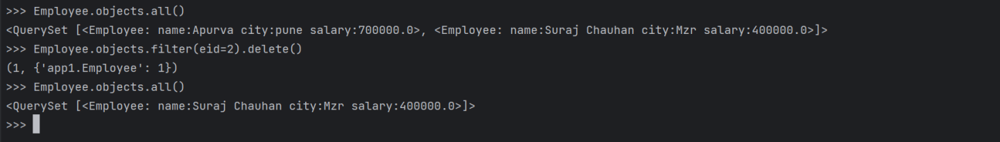 >>> Employee.objects.all()
<QuerySet [<Employee: name:Apurva city:pune salary:700000.0>, <Employee: name:Suraj Chauhan city:Mzr salary:400000.0>]>
>>> Employee.objects.filter(eid=2).delete()
(1, {'app1.Employee': 1})
>>> Employee.objects.all()
<QuerySet [<Employee: name:Suraj Chauhan city:Mzr salary:400000.0>]>
>>>